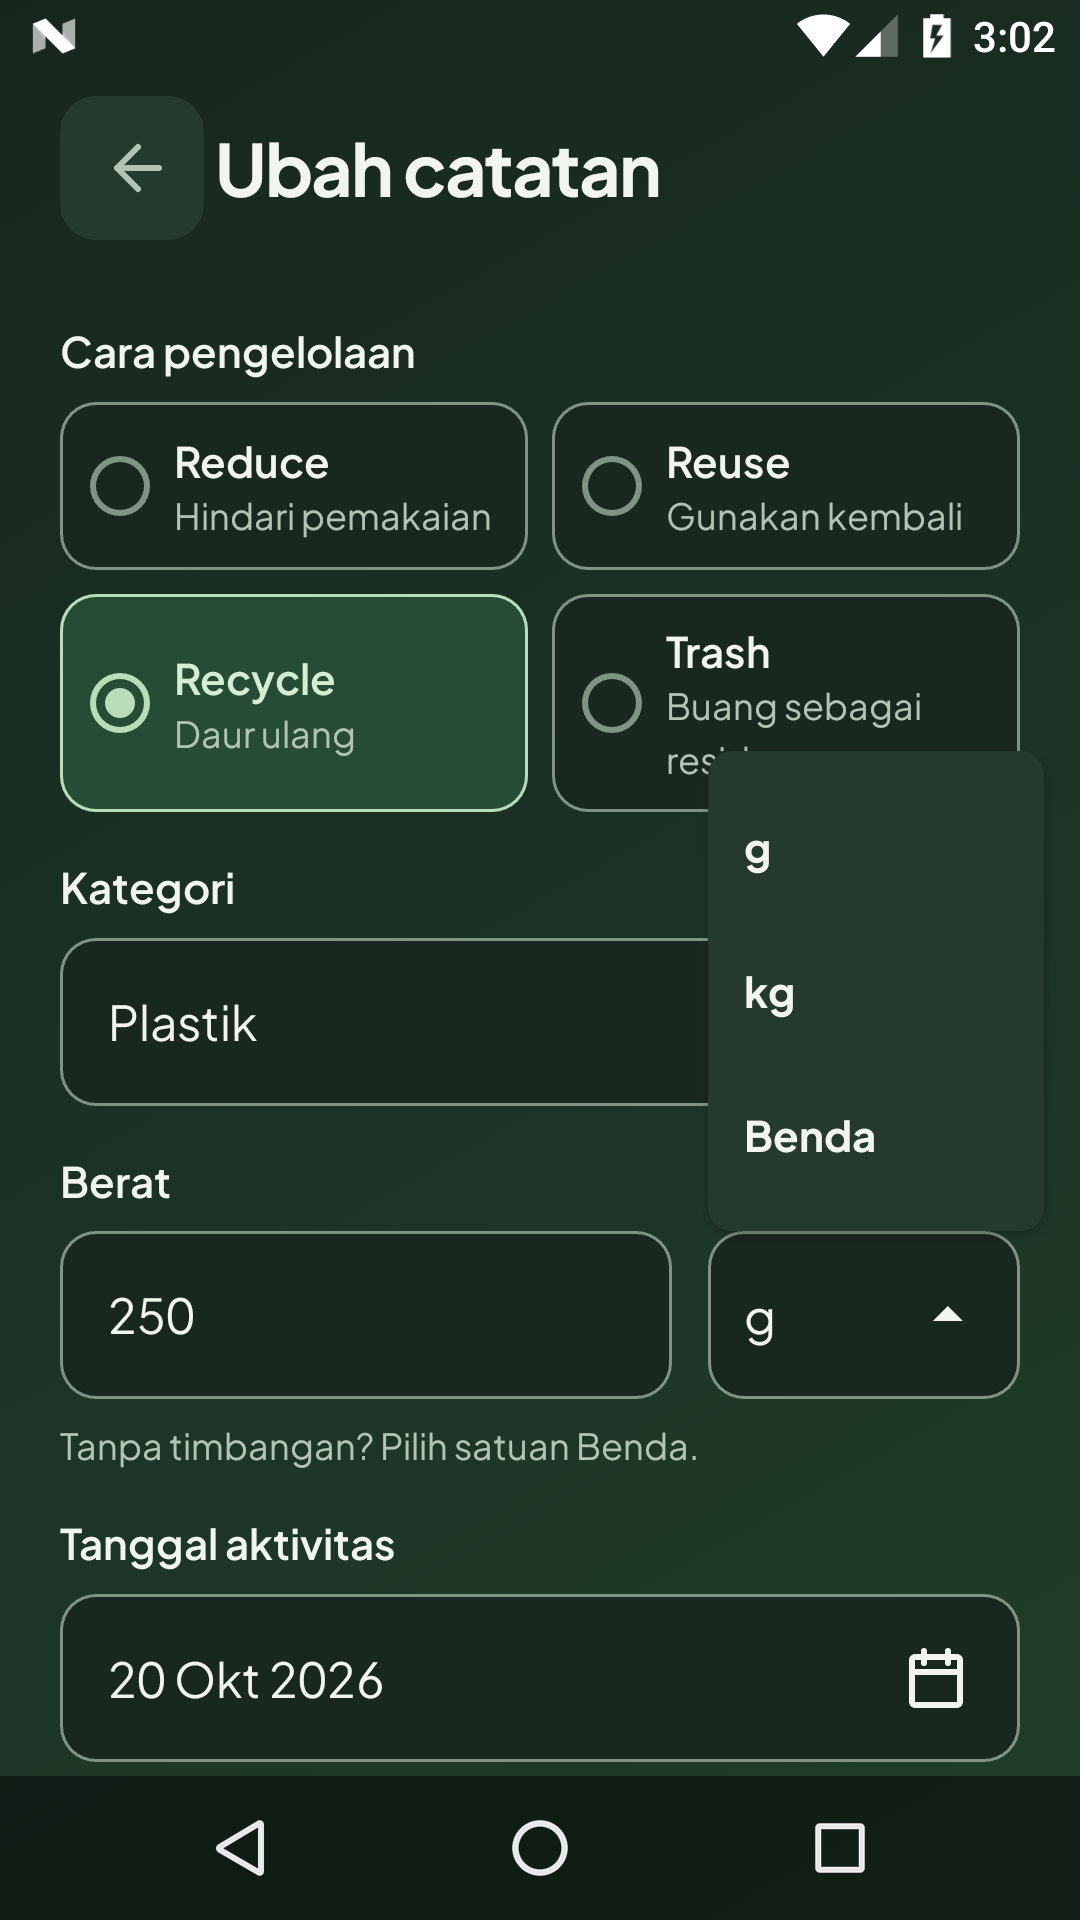 3:02
Ubah catatan
Cara pengelolaan
Reduce
Hindari pemakaian
Reuse
Gunakan kembali
Recycle
Daur ulang
Trash
Buang sebagai
g
kg
Benda
Kategori
Plastik
Berat
250
g
Tanpa timbangan? Pilih satuan Benda.
Tanggal aktivitas
20 Okt 2026